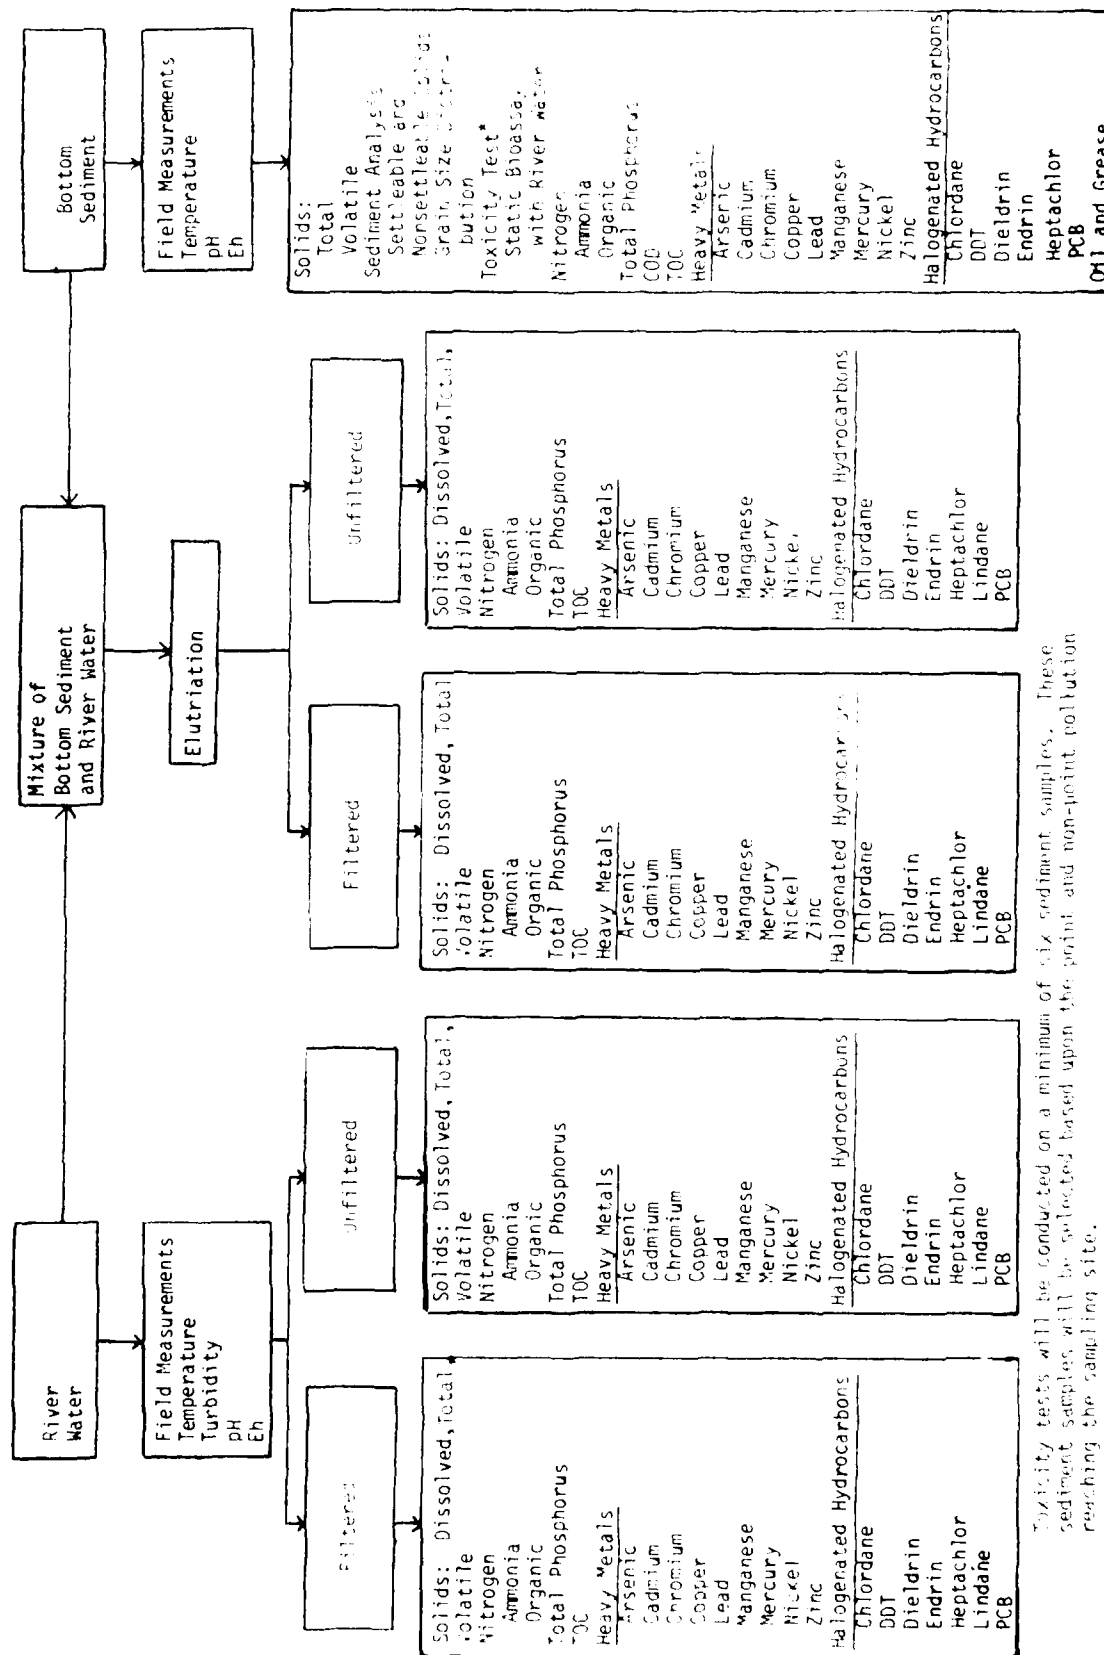 River
Water
Field Measurements
Temperature
Turbidity
pH
Eh
Filtered
Solids: Dissolved,Total
Volatile
Nitrogen
Ammonia
Organic
Total Phosphorus
TOC
Heavy Metals
Arsenic
Cadmium
Chromium
Copper
Lead
Manganese
Mercury
Nickel
Zinc
Halogenated Hydrocarbons
Chlordane
DDT
Dieldrin
Endrin
Heptachlor
Lindane
PCB
Unfiltered
Solids: Dissolved,Total,
Volatile
Nitrogen
Ammonia
Organic
Total Phosphorus
TOC
Heavy Metals
Arsenic
Cadmium
Chromium
Copper
Lead
Manganese
Mercury
Nickel
Zinc
Halogenated Hydrocarbons
Chlordane
DDT
Dieldrin
Endrin
Heptachlor
Lindane
PCB
Mixture of
Bottom Sediment
and River Water
Elutriation
Filtered
Solids: Dissolved, Total
Volatile
Nitrogen
Ammonia
Organic
Total Phosphorus
TOC
Heavy Metals
Arsenic
Cadmium
Chromium
Copper
Lead
Manganese
Mercury
Nickel
Zinc
Halogenated Hydrocarbons
Chlordane
DDT
Dieldrin
Endrin
Heptachlor
Lindane
PCB
Unfiltered
Solids: Dissolved,Total,
Volatile
Nitrogen
Ammonia
Organic
Total Phosphorus
TOC
Heavy Metals
Arsenic
Cadmium
Chromium
Copper
Lead
Manganese
Mercury
Nickel
Zinc
Halogenated Hydrocarbons
Chlordane
DDT
Dieldrin
Endrin
Heptachlor
Lindane
PCB
Bottom
Sediment
Field Measurements
Temperature
pH
Eh
Solids:
Total
Volatile
Sediment Analysis
Settleable and
Nonsettleable Solids
Grain Size Distri-
bution
Toxicity Test*
Static Bioassay
with River Water
Nitrogen
Ammonia
Organic
Total Phosphorus
COD
TOC
Heavy Metals
Arsenic
Cadmium
Chromium
Copper
Lead
Manganese
Mercury
Nickel
Zinc
Halogenated Hydrocarbons
Chlordane
DDT
Dieldrin
Endrin
Heptachlor
PCB
Oil and Grease
Toxicity tests will be conducted on a minimum of six sediment samples. These
sediment samples will be selected based upon the point and non-point pollution
reaching the sampling site.